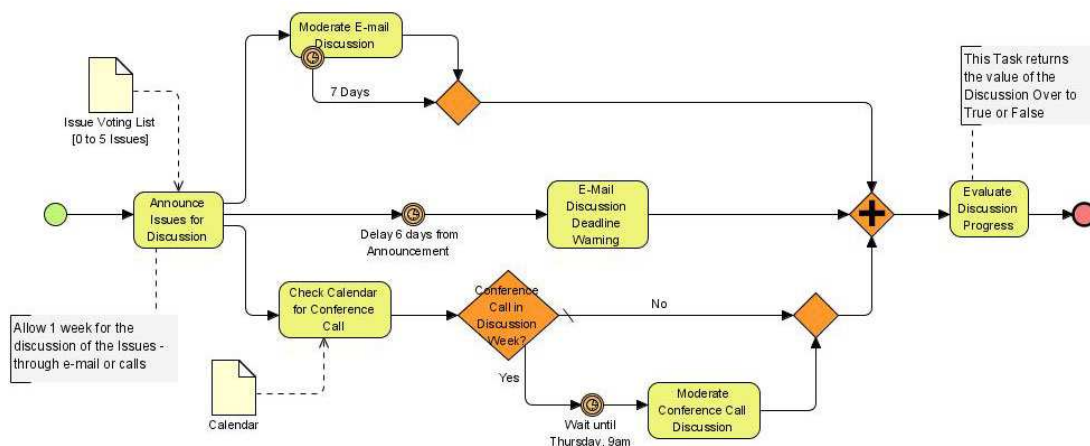 Moderate E-mail
Discussion
7 Days
This Task returns
the value of the
Discussion Over to
True or False
Issue Voting List
[0 to 5 Issues]
Announce
Issues for
Discussion
Delay 6 days from
Announcement
E-Mail
Discussion
Deadline
Warning
Evaluate
Discussion
Progress
Allow 1 week for the
discussion of the Issues -
through e-mail or calls
Check Calendar
for Conference
Call
Calendar
Conference
Call in
Discussion
Week?
No
Yes
Wait until
Thursday, 9am
Moderate
Conference Call
Discussion